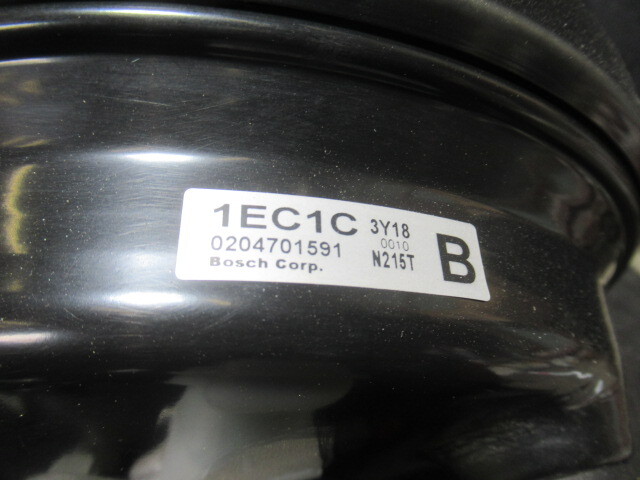 1EC1C 3Y18
0204701591 0010
Bosch Corp. N215T
B